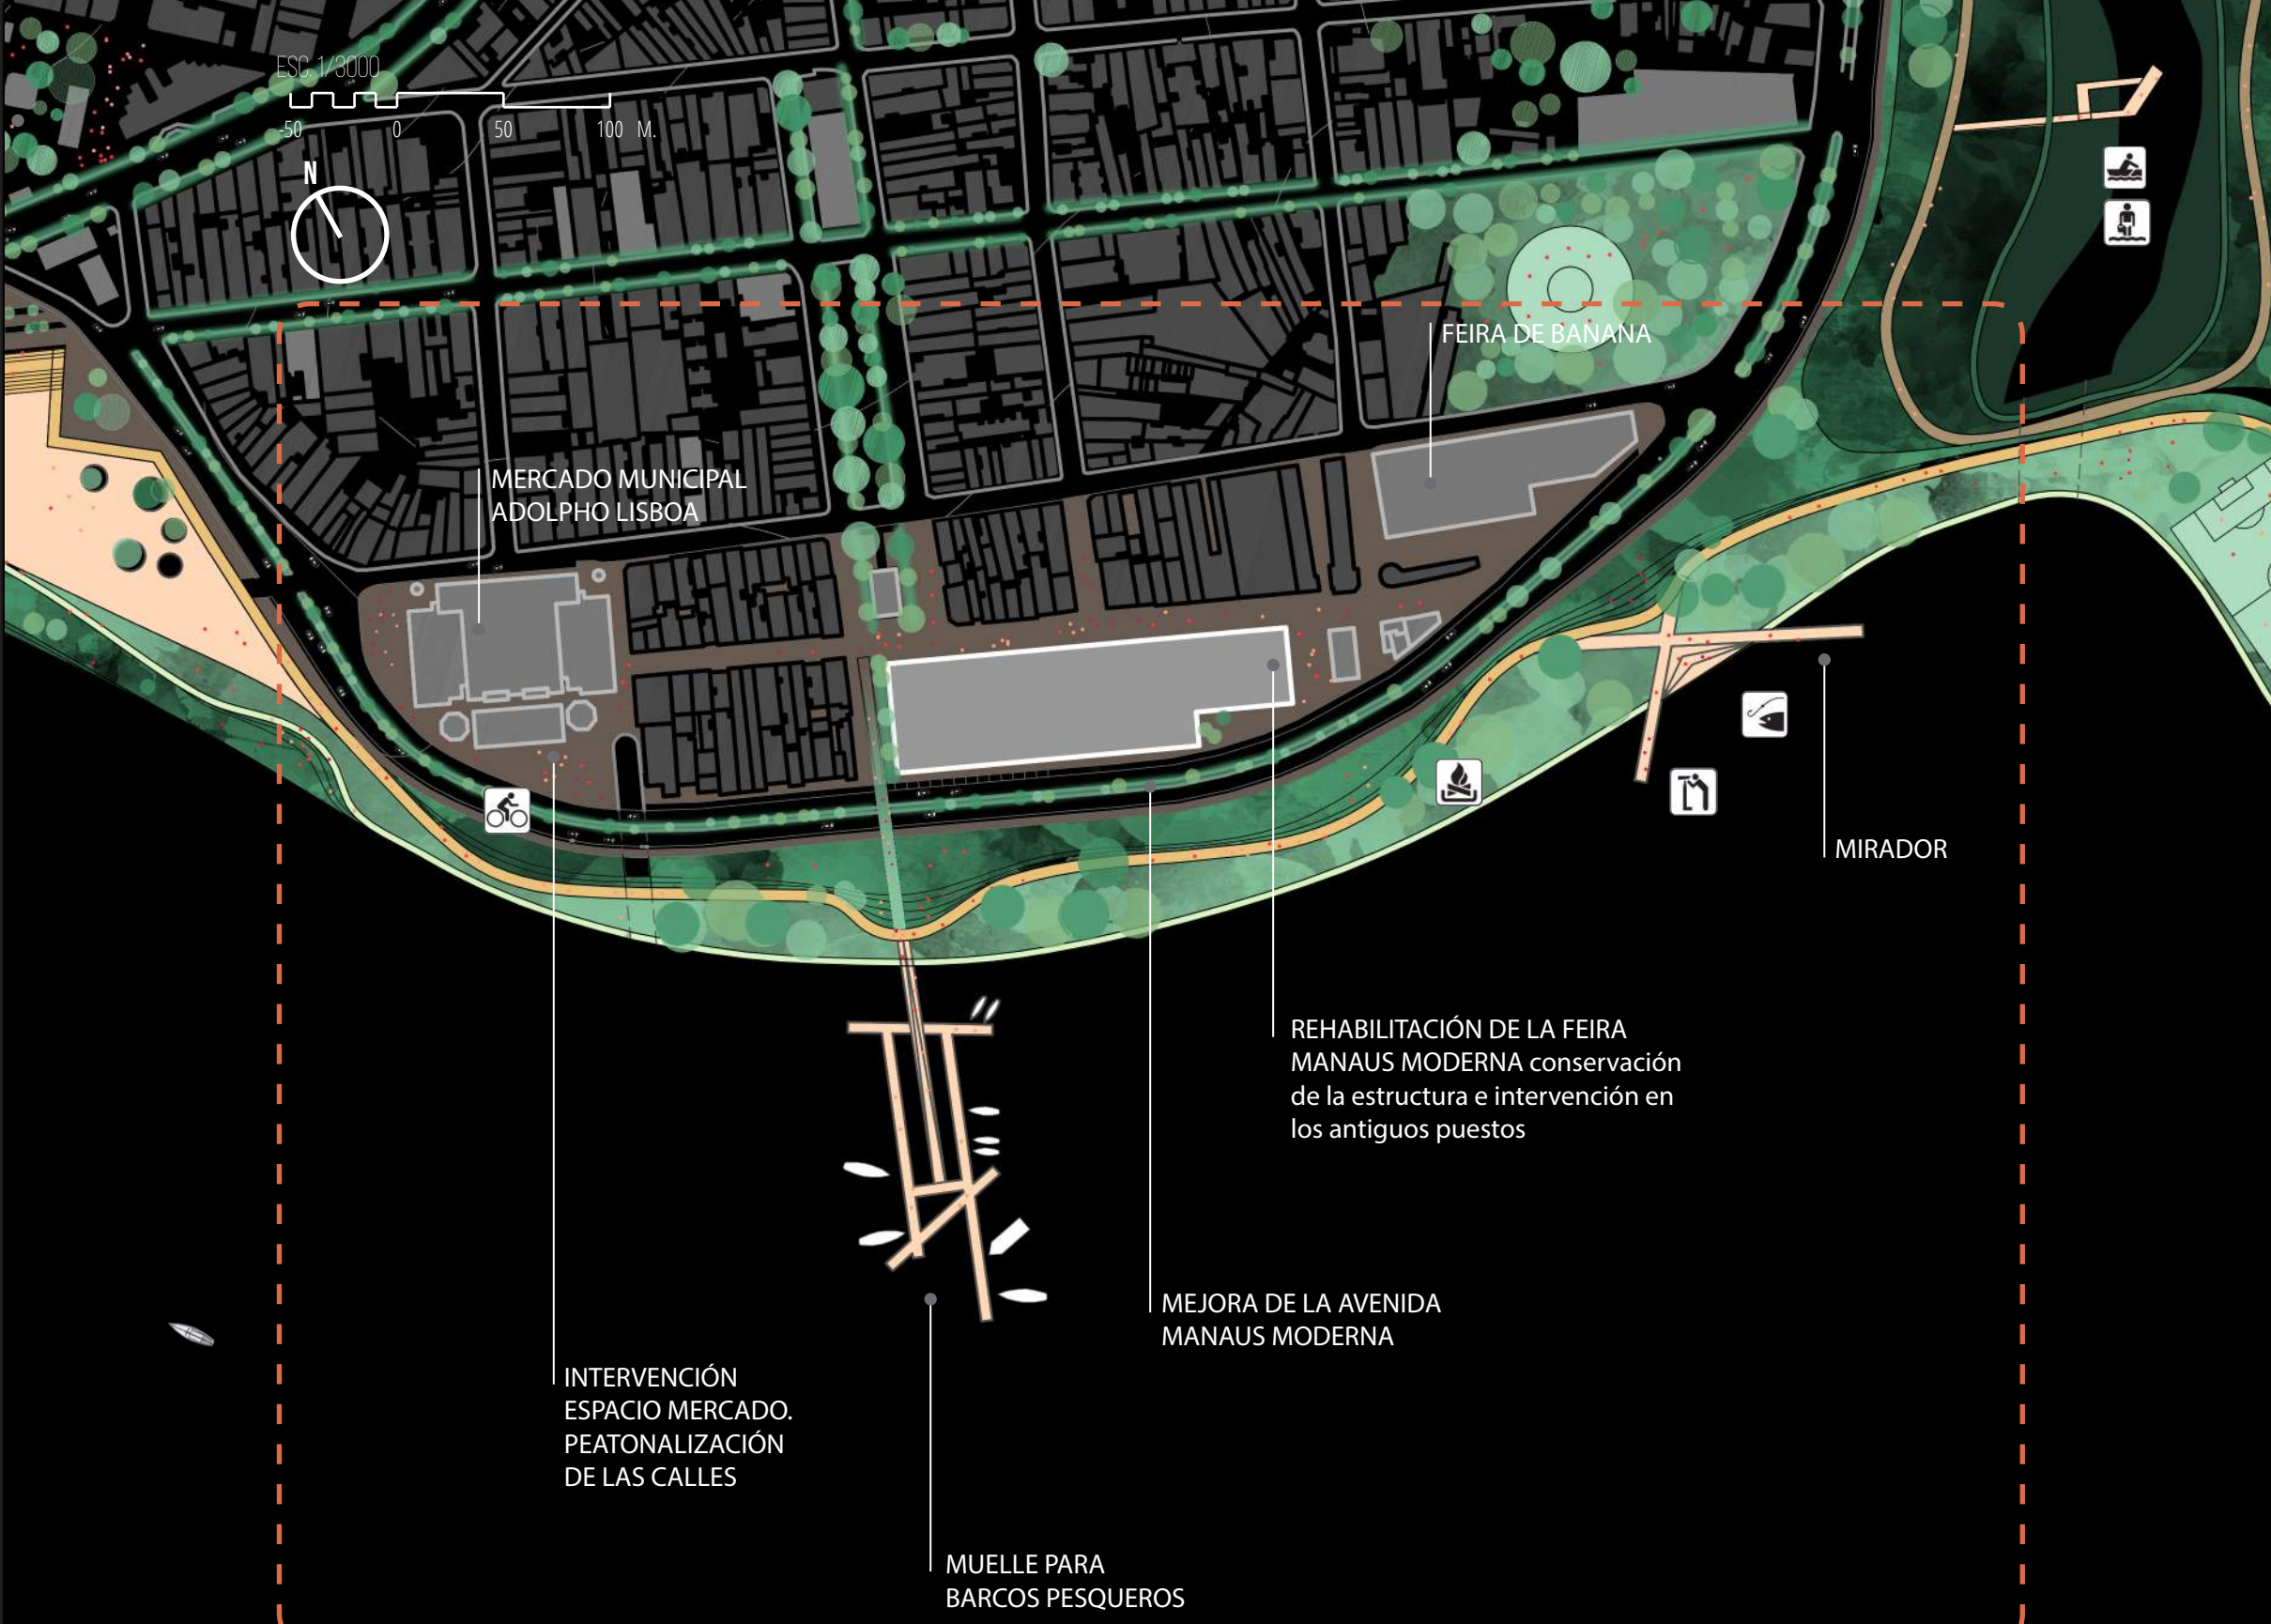 ESC. 1/3000
-50 0 50 100 M.
N
FEIRA DE BANANA
MERCADO MUNICIPAL
ADOLPHO LISBOA
MIRADOR
REHABILITACIÓN DE LA FEIRA
MANAUS MODERNA conservación
de la estructura e intervención en
los antiguos puestos
MEJORA DE LA AVENIDA
MANAUS MODERNA
INTERVENCIÓN
ESPACIO MERCADO.
PEATONALIZACIÓN
DE LAS CALLES
MUELLE PARA
BARCOS PESQUEROS